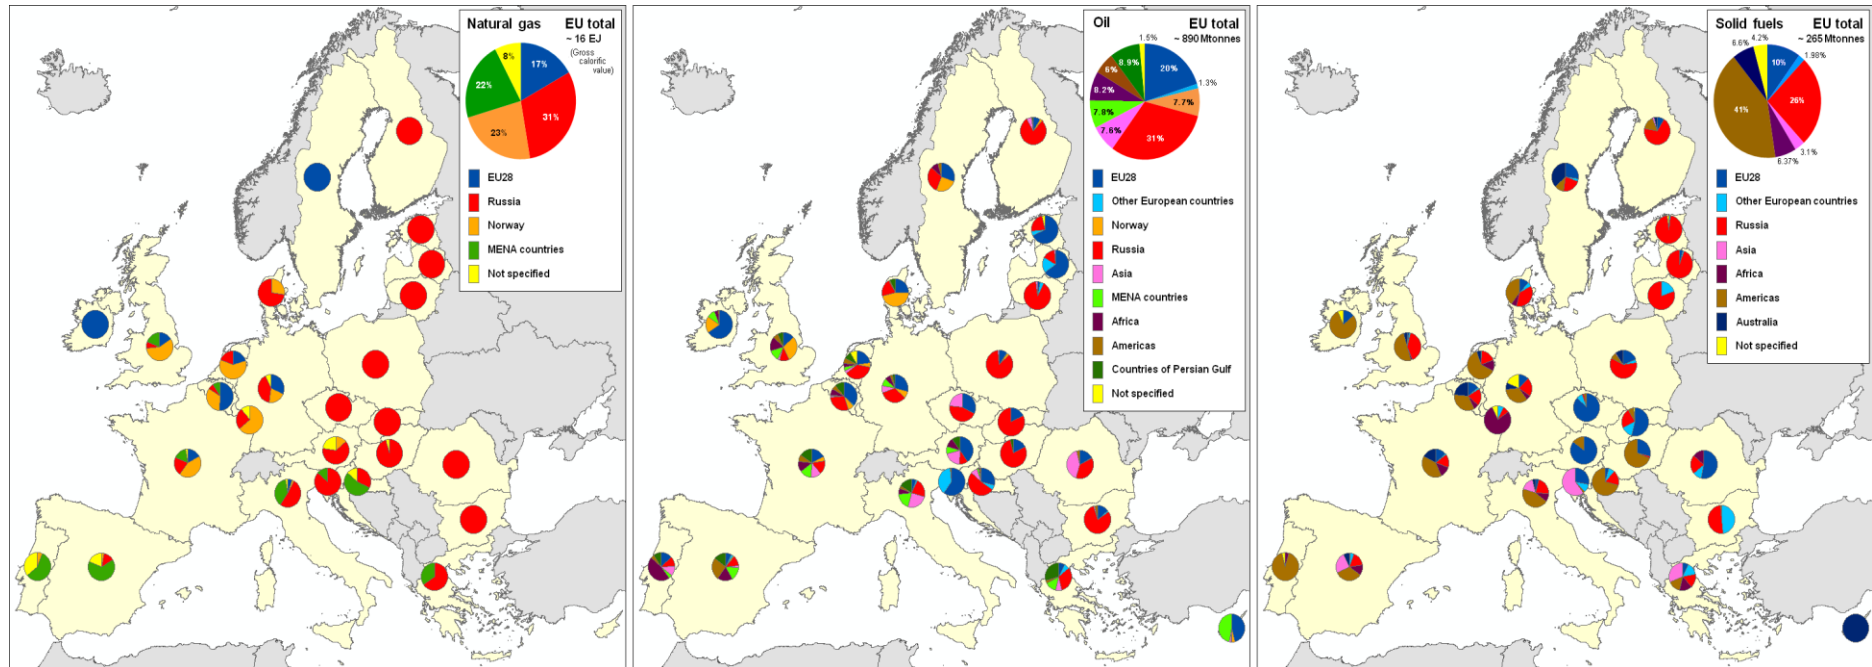 Natural gas EU total
~ 16 EJ
(Gross
calorific
value)
8%
17%
22%
31%
23%
EU28
Russia
Norway
MENA countries
Not specified
Oil EU total
~ 890 Mtonnes
1.5%
8.9%
6%
20%
1.3%
8.2%
7.7%
7.8%
7.6%
31%
EU28
Other European countries
Norway
Russia
Asia
MENA countries
Africa
Americas
Countries of Persian Gulf
Not specified
Solid fuels EU total
~ 265 Mtonnes
4.2%
6.6%
1.98%
10%
26%
41%
3.1%
6.37%
EU28
Other European countries
Russia
Asia
Africa
Americas
Australia
Not specified